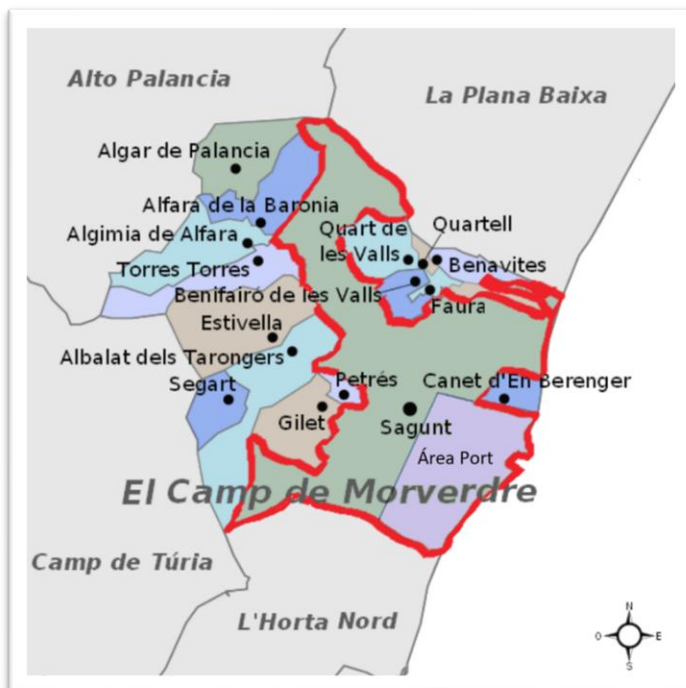 Alto Palancia
La Plana Baixa
Algar de Palancia
Alfara de la Baronia
Algimia de Alfara
Torres Torres
Quart de
les Valls
Quartell
Benavites
Benifairó de les Valls
Faura
Estivella
Albalat dels Tarongers
Segart
Petrés
Canet d'En Berenger
Gilet
Sagunt
Área Port
El Camp de Morverdre
Camp de Túria
L'Horta Nord
N
O
E
S